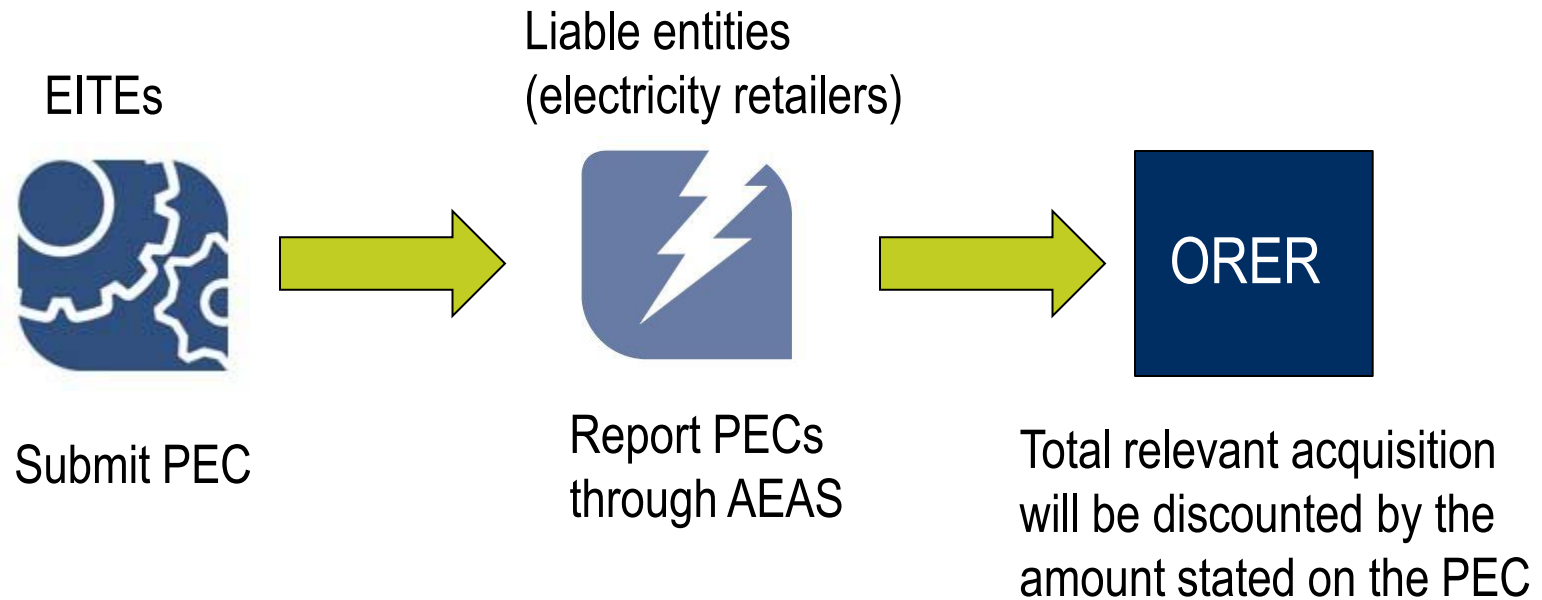 EITEs
Submit PEC
Liable entities
(electricity retailers)
Report PECs
through AEAS
ORER
Total relevant acquisition
will be discounted by the
amount stated on the PEC